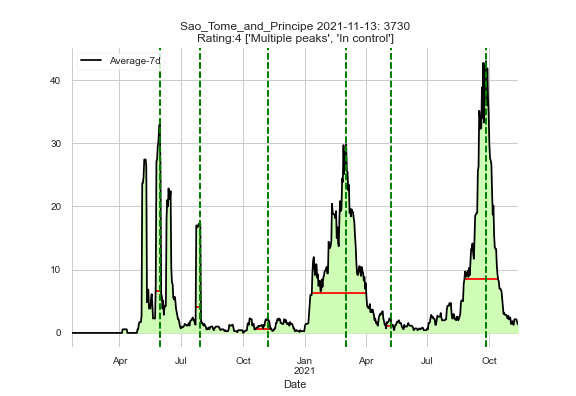 Sao_Tome_and_Principe 2021-11-13: 3730
Rating:4 ['Multiple peaks', 'In control']
Average-7d
40
30
20
10
0
Apr Jul Oct Jan Apr Jul Oct
2021
Date